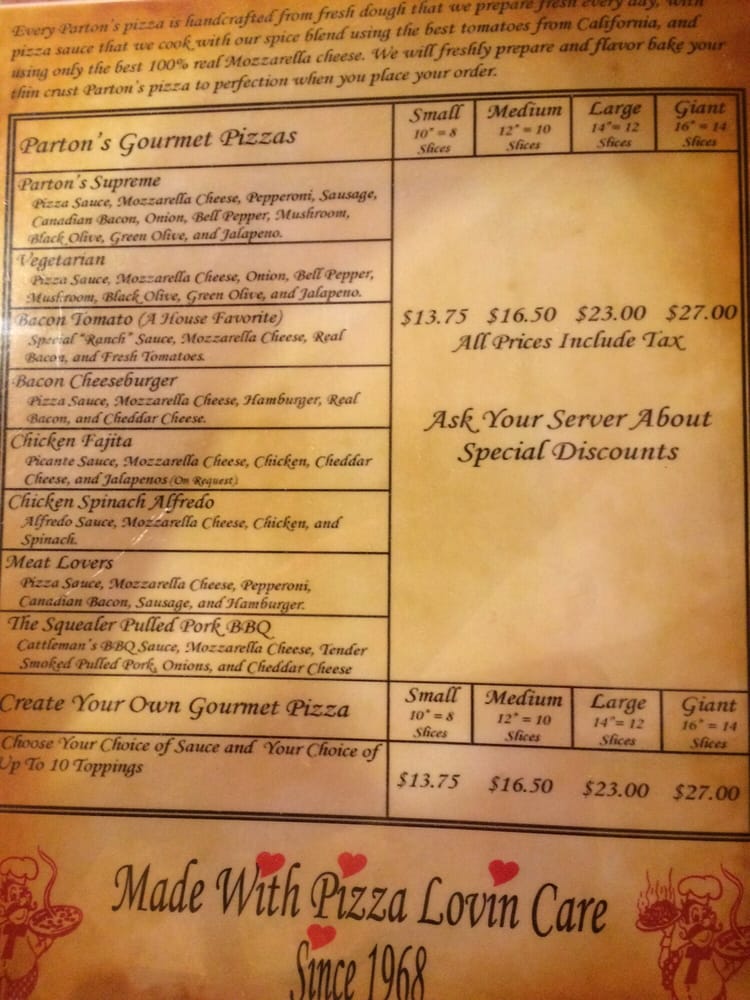 Every Parton's pizza is handcrafted from fresh dough that we prepare fresh every day, with
pizza sauce that we cook with our spice blend using the best tomatoes from California, and
using only the best 100% real Mozzarella cheese. We will freshly prepare and flavor bake your
thin crust Parton's pizza to perfection when you place your order.
Parton's Gourmet Pizzas
Small
10" = 8
Slices
Medium
12" = 10
Slices
Large
14" = 12
Slices
Giant
16" = 14
Slices
Parton's Supreme
Pizza Sauce, Mozzarella Cheese, Pepperoni, Sausage,
Canadian Bacon, Onion, Bell Pepper, Mushroom,
Black Olive, Green Olive, and Jalapeno.
Vegetarian
Pizza Sauce, Mozzarella Cheese, Onion, Bell Pepper,
Mushroom, Black Olive, Green Olive, and Jalapeno.
Bacon Tomato (A House Favorite)
Special "Ranch" Sauce, Mozzarella Cheese, Real
Bacon, and Fresh Tomatoes.
Bacon Cheeseburger
Pizza Sauce, Mozzarella Cheese, Hamburger, Real
Bacon, and Cheddar Cheese.
Chicken Fajita
Picante Sauce, Mozzarella Cheese, Chicken, Cheddar
Cheese, and Jalapenos (On Request)
Chicken Spinach Alfredo
Alfredo Sauce, Mozzarella Cheese, Chicken, and
Spinach.
Meat Lovers
Pizza Sauce, Mozzarella Cheese, Pepperoni,
Canadian Bacon, Sausage, and Hamburger.
The Squealer Pulled Pork BBQ
Cattleman's BBQ Sauce, Mozzarella Cheese, Tender
Smoked Pulled Pork, Onions, and Cheddar Cheese
$13.75 $16.50 $23.00 $27.00
All Prices Include Tax
Ask Your Server About
Special Discounts
Create Your Own Gourmet Pizza
Small
10" = 8
Slices
Medium
12" = 10
Slices
Large
14" = 12
Slices
Giant
16" = 14
Slices
Choose Your Choice of Sauce and Your Choice of
Up To 10 Toppings
$13.75 $16.50 $23.00 $27.00
Made With Pizza Lovin Care
Since 1968